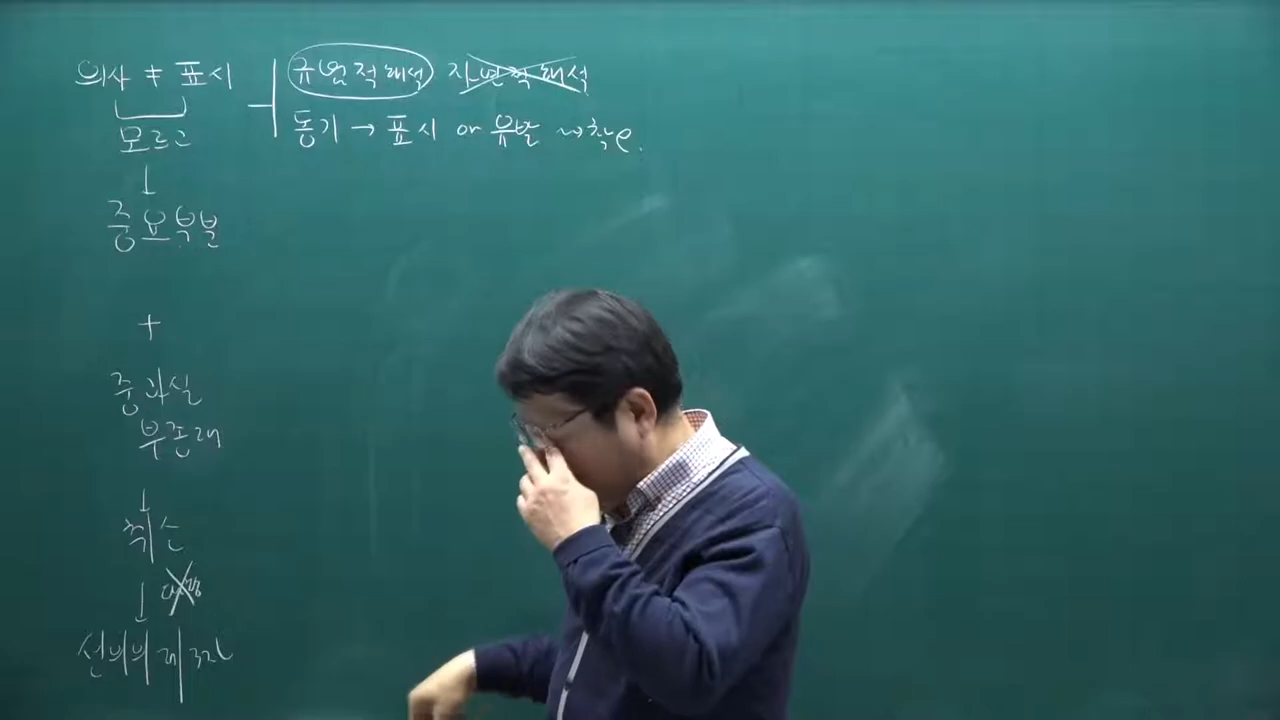 의사 ≠ 표시
모르고
↓
중요부분
+
중과실
부존재
↓
취소
↓ 대항
선의의 제3자
규범적해석 자연적해석
동기 → 표시 or 유발 ⇝ 착오.